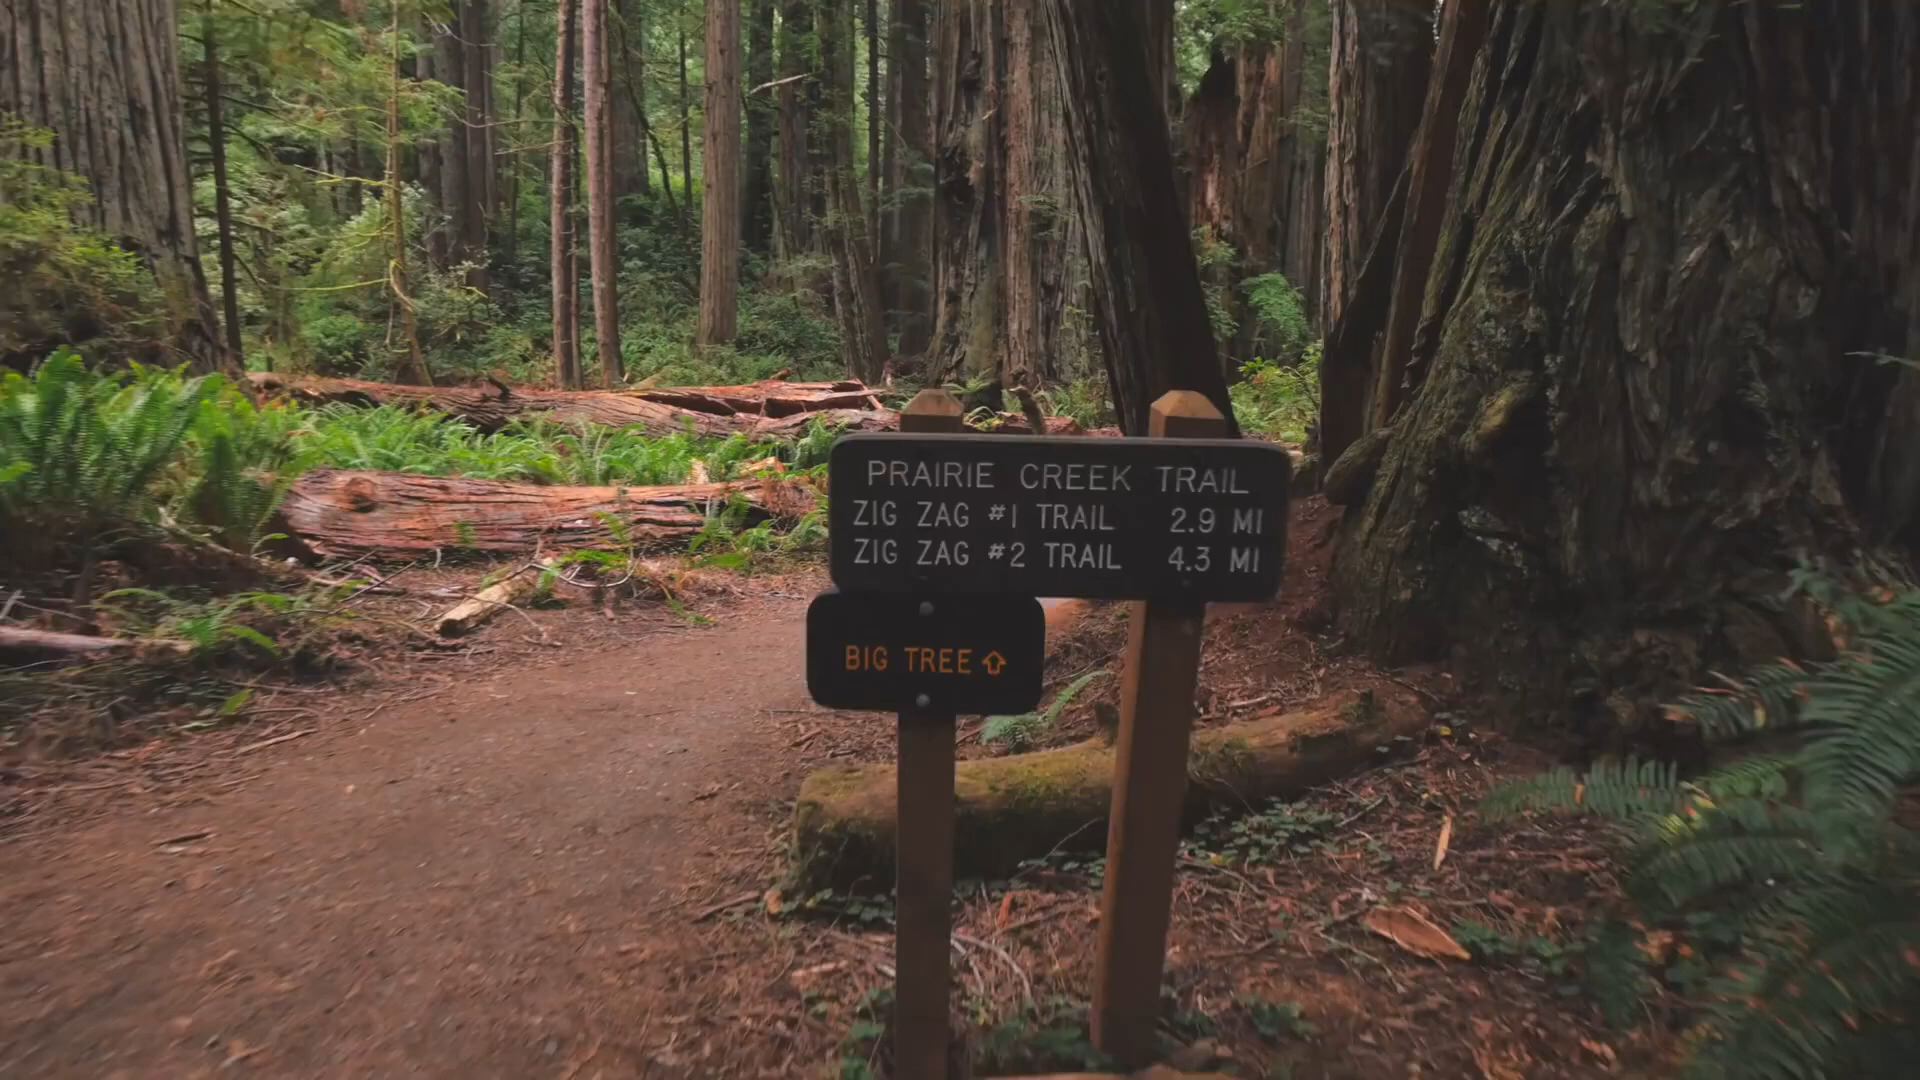 PRAIRIE CREEK TRAIL
ZIG ZAG #1 TRAIL 2.9 MI
ZIG ZAG #2 TRAIL 4.3 MI
BIG TREE ⇧